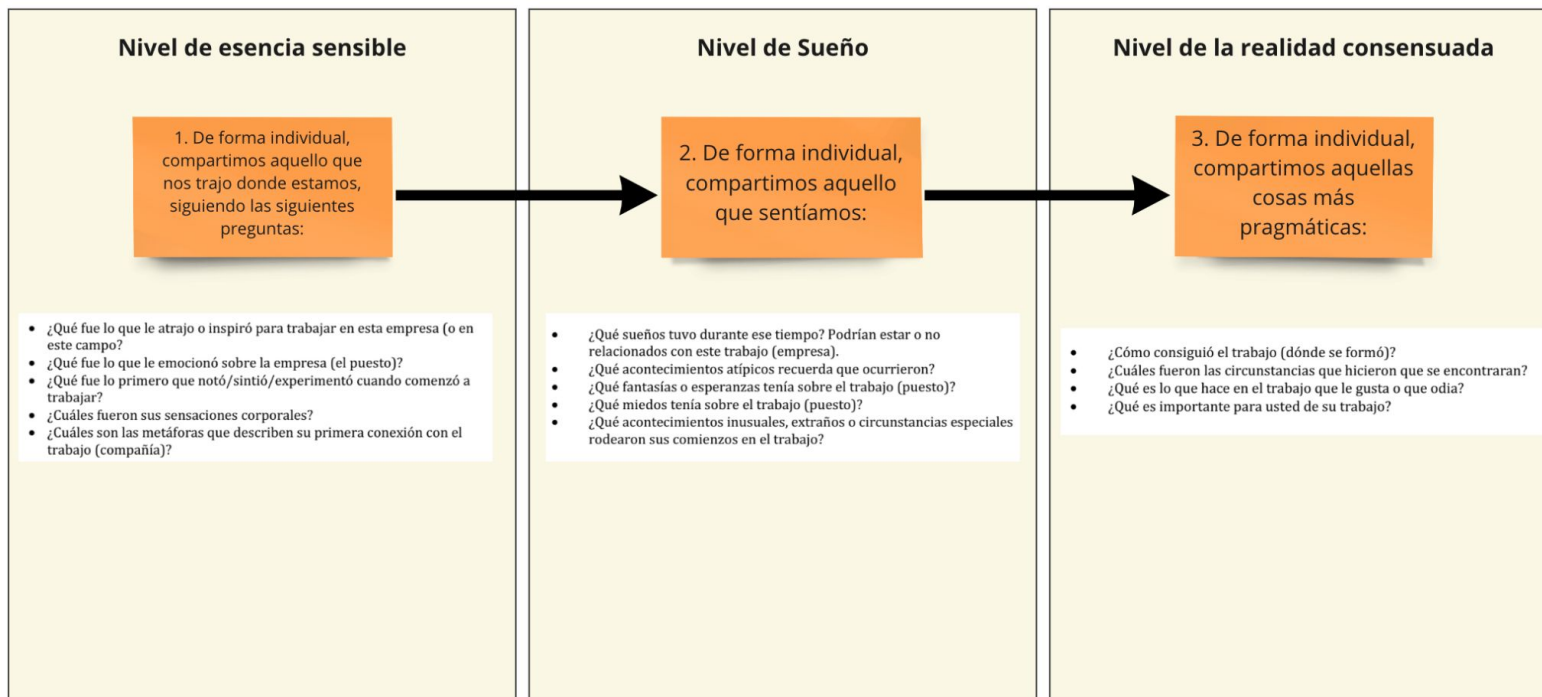 Nivel de esencia sensible
1. De forma individual,
compartimos aquello que
nos trajo donde estamos,
siguiendo las siguientes
preguntas:
• ¿Qué fue lo que le atrajo o inspiró para trabajar en esta empresa (o en
este campo?
• ¿Qué fue lo que le emocionó sobre la empresa (el puesto)?
• ¿Qué fue lo primero que notó/sintió/experimentó cuando comenzó a
trabajar?
• ¿Cuáles fueron sus sensaciones corporales?
• ¿Cuáles son las metáforas que describen su primera conexión con el
trabajo (compañía)?
Nivel de Sueño
2. De forma individual,
compartimos aquello
que sentíamos:
• ¿Qué sueños tuvo durante ese tiempo? Podrían estar o no
relacionados con este trabajo (empresa).
• ¿Qué acontecimientos atípicos recuerda que ocurrieron?
• ¿Qué fantasías o esperanzas tenía sobre el trabajo (puesto)?
• ¿Qué miedos tenía sobre el trabajo (puesto)?
• ¿Qué acontecimientos inusuales, extraños o circunstancias especiales
rodearon sus comienzos en el trabajo?
Nivel de la realidad consensuada
3. De forma individual,
compartimos aquellas
cosas más
pragmáticas:
• ¿Cómo consiguió el trabajo (dónde se formó)?
• ¿Cuáles fueron las circunstancias que hicieron que se encontraran?
• ¿Qué es lo que hace en el trabajo que le gusta o que odia?
• ¿Qué es importante para usted de su trabajo?